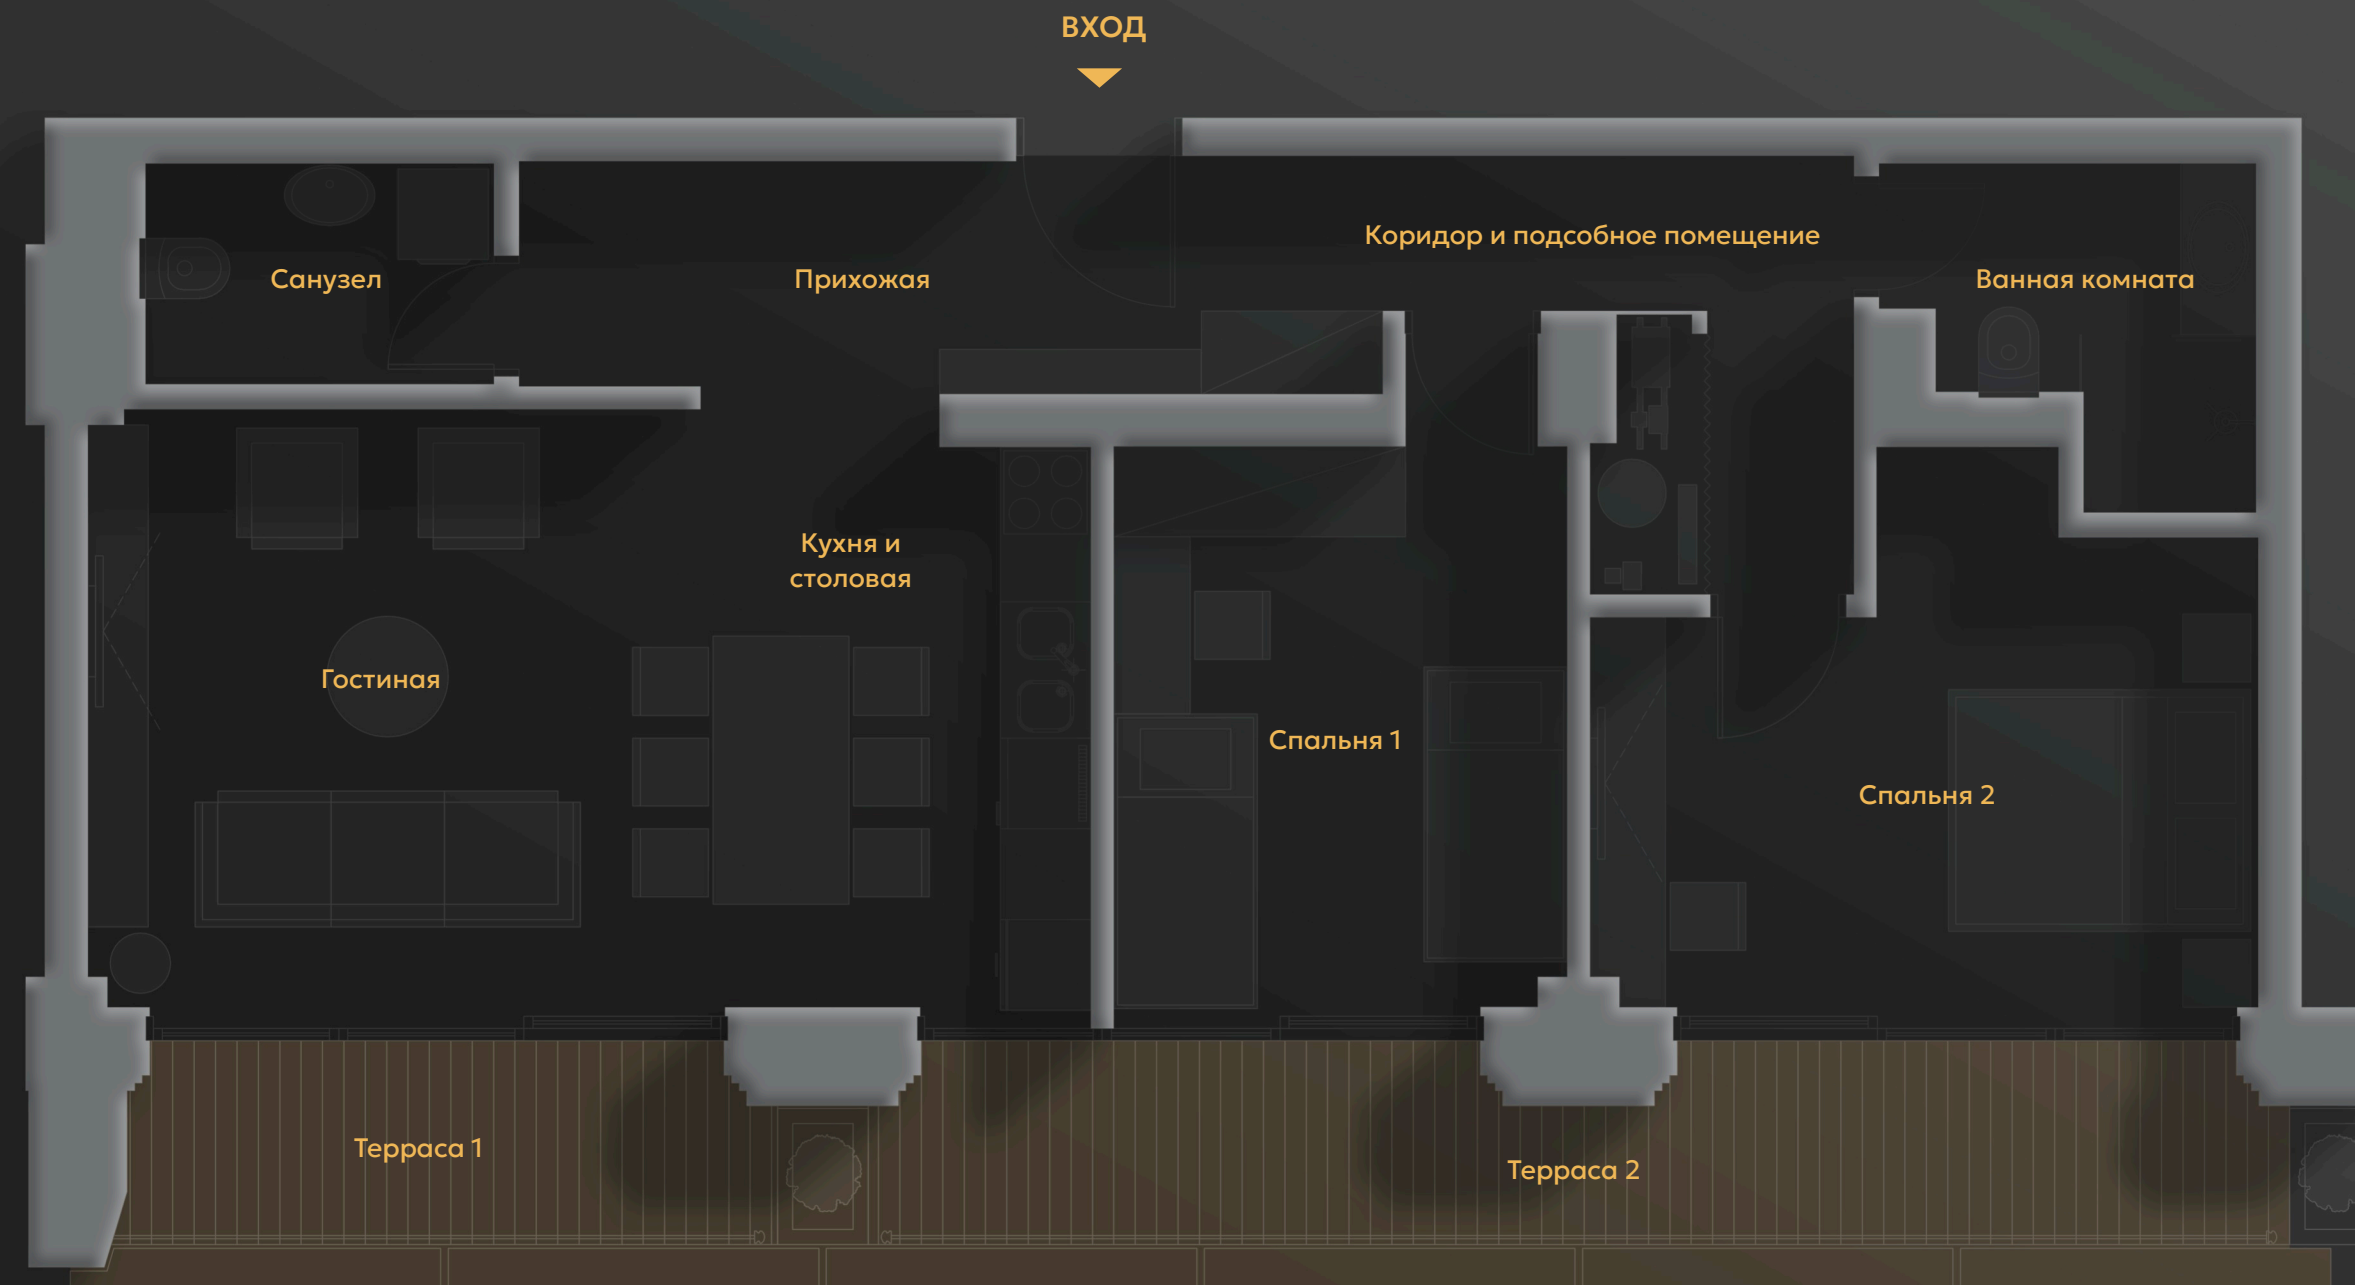 ВХОД
Коридор и подсобное помещение
Санузел
Прихожая
Ванная комната
Кухня и
столовая
Гостиная
Спальня 1
Спальня 2
Терраса 1
Терраса 2